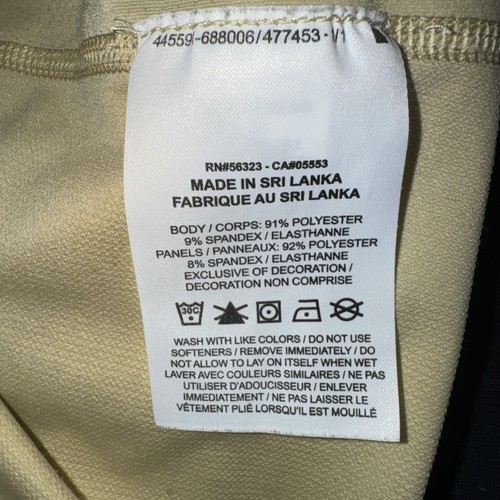 44559-688006/477453-1/1
RN#56323 - CA#05553
MADE IN SRI LANKA
FABRIQUE AU SRI LANKA
BODY / CORPS: 91% POLYESTER
9% SPANDEX / ELASTHANNE
PANELS / PANNEAUX: 92% POLYESTER
8% SPANDEX / ELASTHANNE
EXCLUSIVE OF DECORATION /
DECORATION NON COMPRISE
30C
WASH WITH LIKE COLORS / DO NOT USE
SOFTENERS / REMOVE IMMEDIATELY / DO
NOT ALLOW TO LAY ON ITSELF WHEN WET
LAVER AVEC COULEURS SIMILAIRES / NE PAS
UTILISER D'ADOUCISSEUR / ENLEVER
IMMÉDIATEMENT / NE PAS LAISSER LE
VÊTEMENT PLIÉ LORSQU'IL EST MOUILLÉ